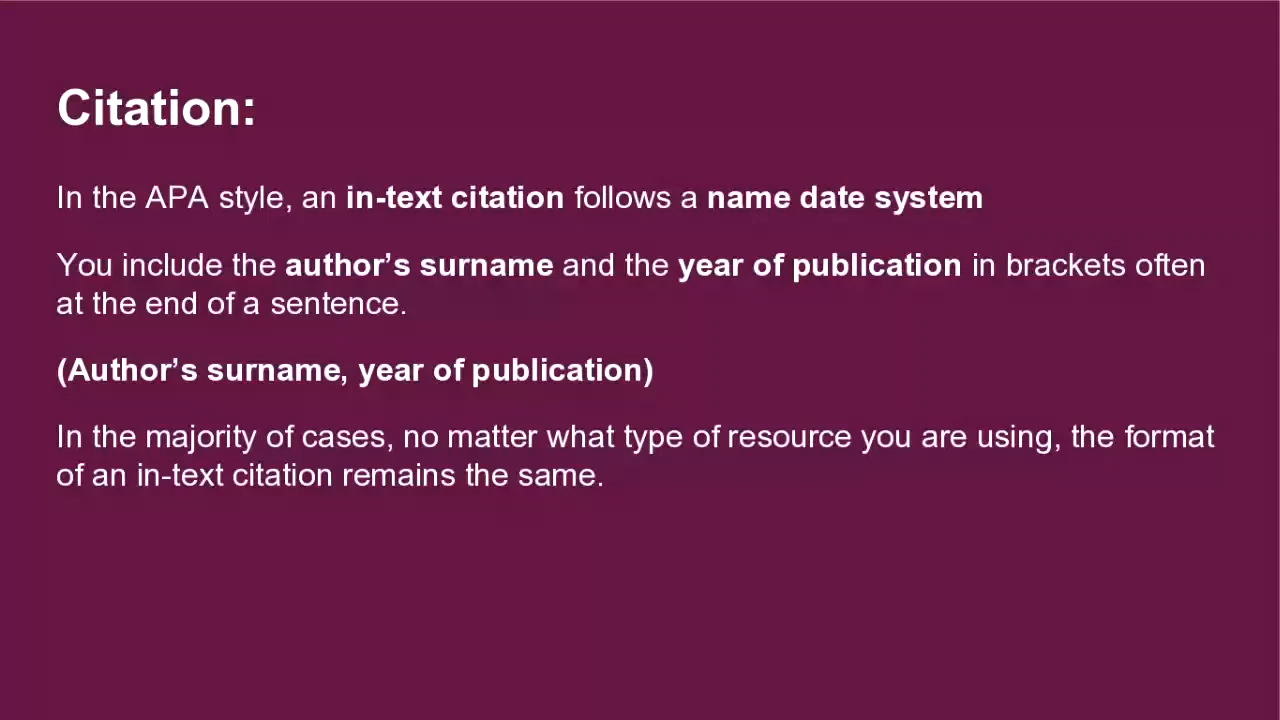 Citation:
In the APA style, an in-text citation follows a name date system
You include the author’s surname and the year of publication in brackets often
at the end of a sentence.
(Author’s surname, year of publication)
In the majority of cases, no matter what type of resource you are using, the format
of an in-text citation remains the same.